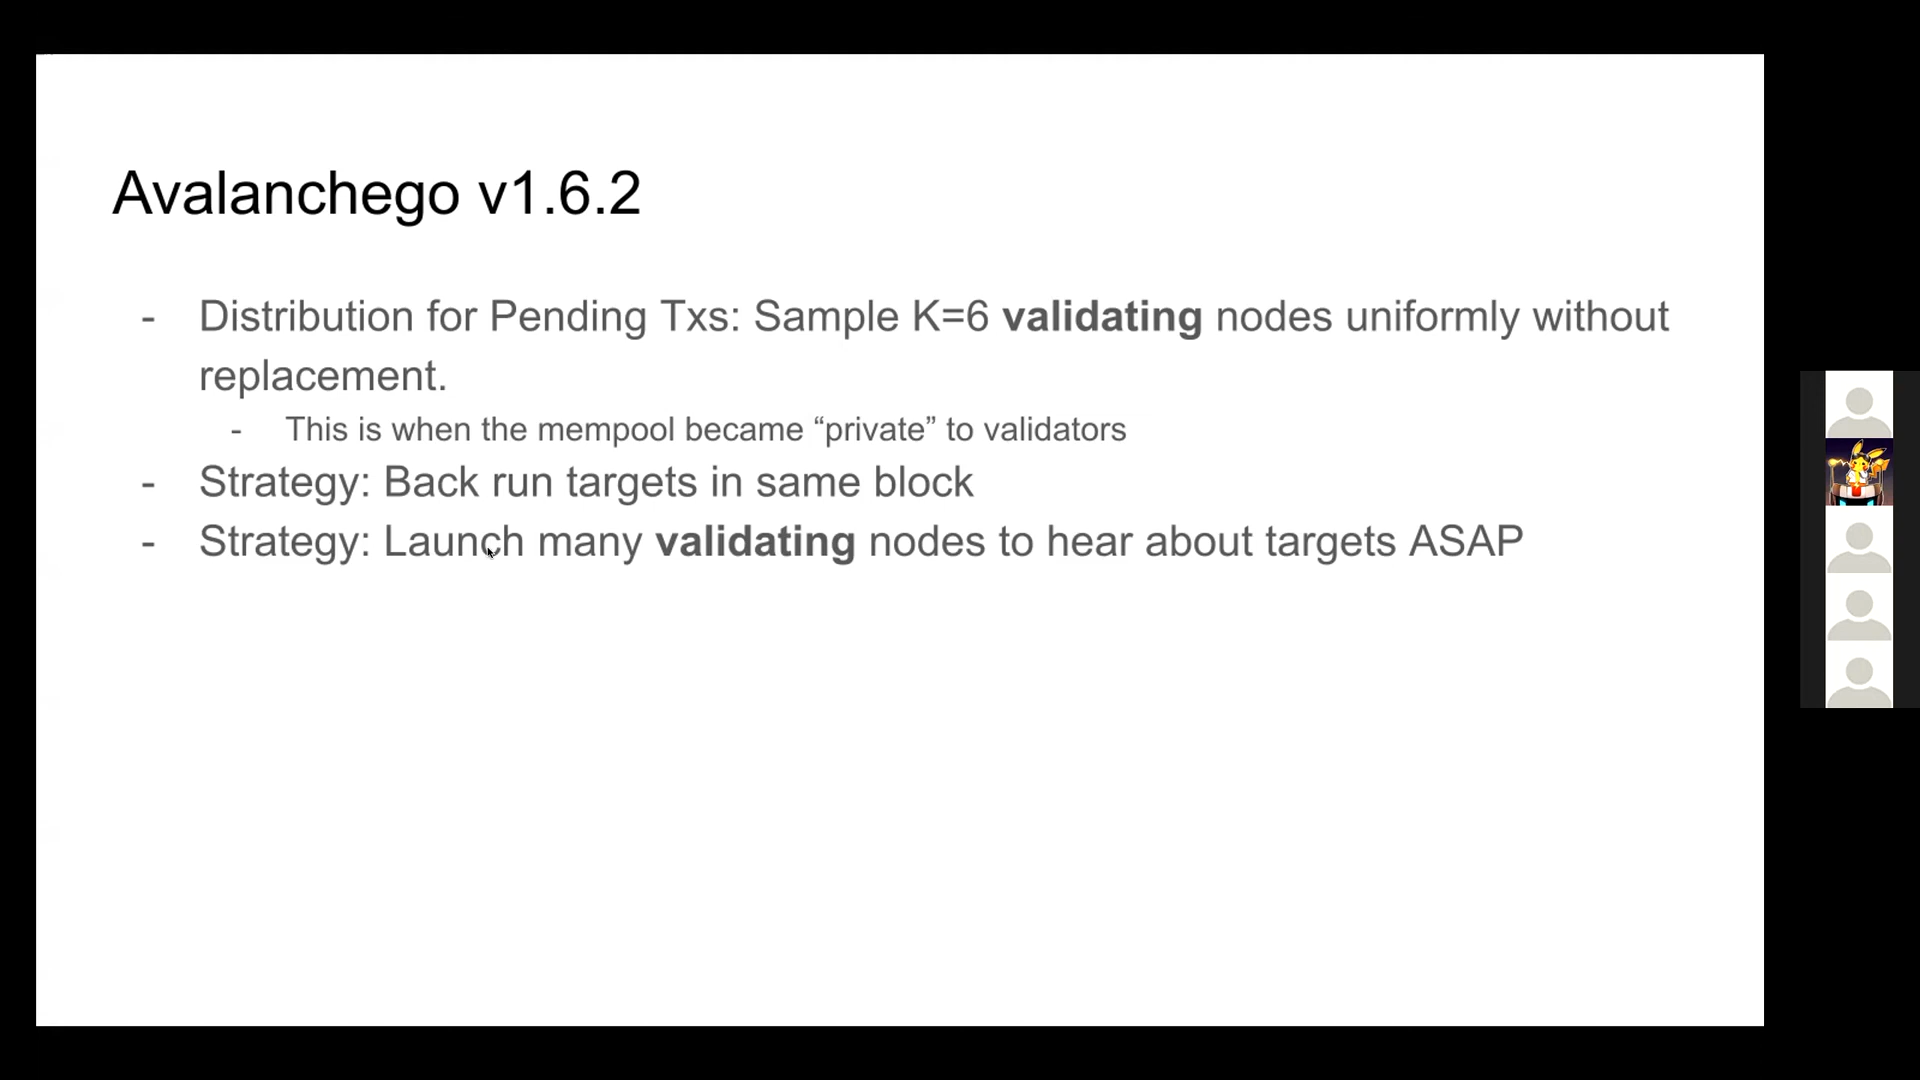 Avalanchego v1.6.2
- Distribution for Pending Txs: Sample K=6 validating nodes uniformly without
replacement.
- This is when the mempool became “private” to validators
- Strategy: Back run targets in same block
- Strategy: Launch many validating nodes to hear about targets ASAP